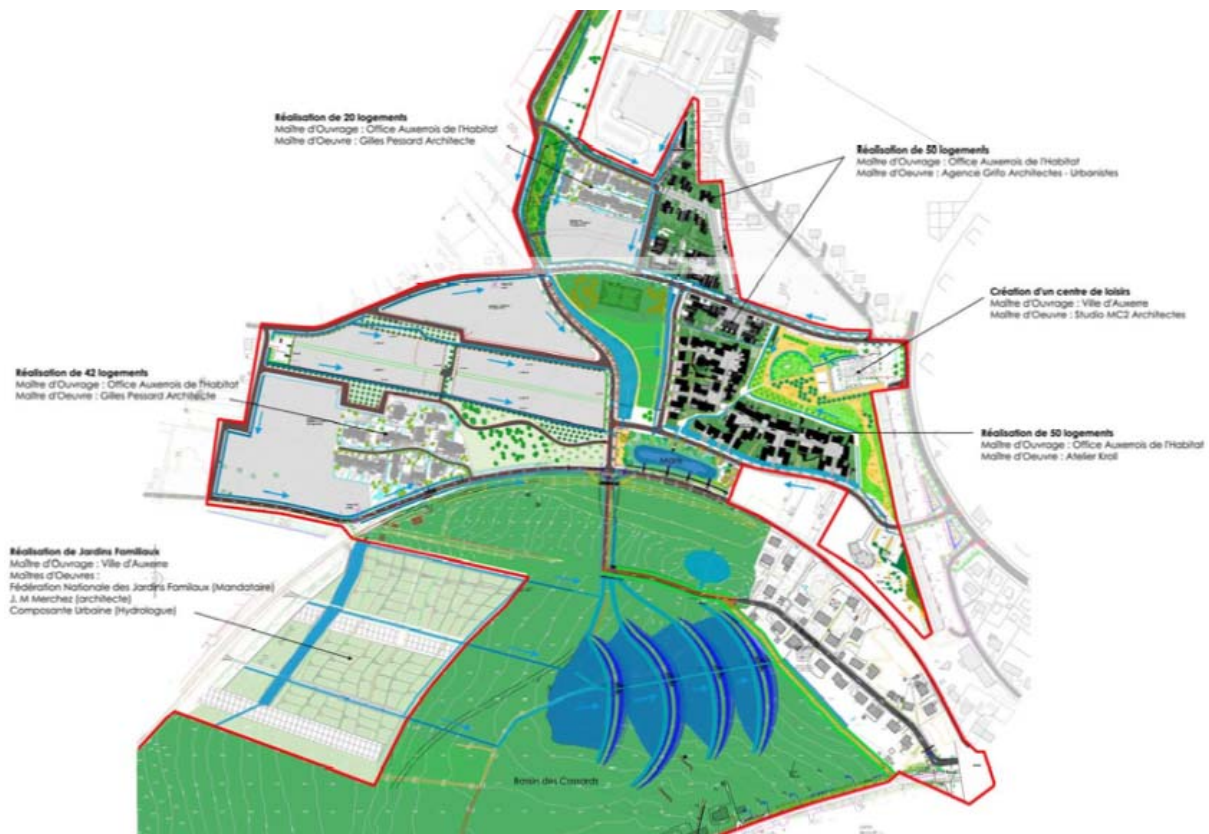 Réalisation de 20 logements
Maître d'Ouvrage : Office Auxerrois de l'Habitat
Maître d'Oeuvre : Gilles Pessard Architecte
Réalisation de 50 logements
Maître d'Ouvrage : Office Auxerrois de l'Habitat
Maître d'Oeuvre : Agence Grifo Architectes - Urbanistes
Création d'un centre de loisirs
Maître d'Ouvrage : Ville d'Auxerre
Maître d'Oeuvre : Studio MC2 Architectes
Réalisation de 42 logements
Maître d'Ouvrage : Office Auxerrois de l'Habitat
Maître d'Oeuvre : Gilles Pessard Architecte
Réalisation de 50 logements
Maître d'Ouvrage : Office Auxerrois de l'Habitat
Maître d'Oeuvre : Atelier Kroll
Mare
Réalisation de Jardins Familiaux
Maître d'Ouvrage : Ville d'Auxerre
Maîtres d'Oeuvres :
Fédération Nationale des Jardins Familiaux (Mandataire)
J. M Merchez (architecte)
Composante Urbaine (Hydrologue)
Bassin des Cassards